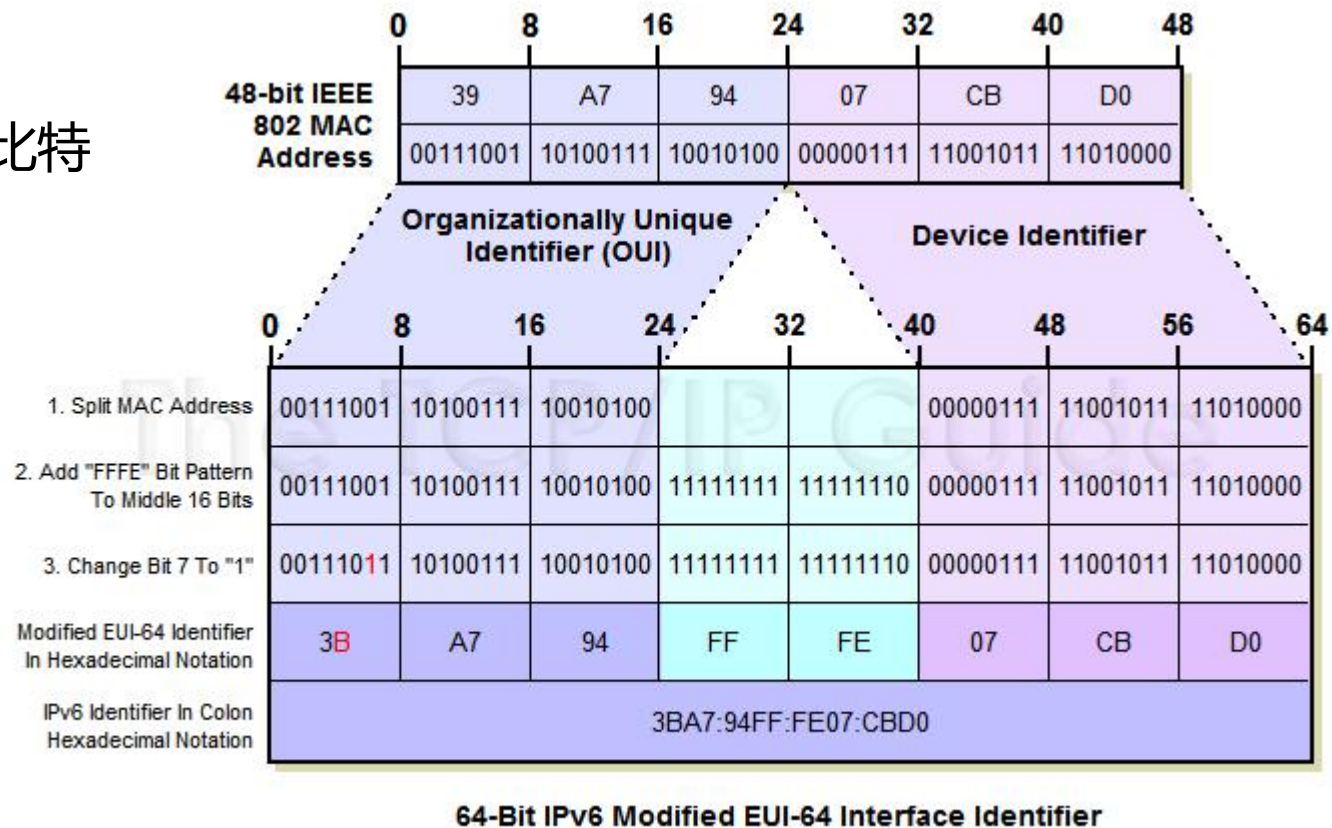 0 8 16 24 32 40 48
比特
48-bit IEEE
802 MAC
Address
39 A7 94 07 CB D0
00111001 10100111 10010100 00000111 11001011 11010000
Organizationally Unique
Identifier (OUI)
Device Identifier
0 8 16 24 32 40 48 56 64
1. Split MAC Address 00111001 10100111 10010100 00000111 11001011 11010000
2. Add "FFFE" Bit Pattern
To Middle 16 Bits
00111001 10100111 10010100 11111111 11111110 00000111 11001011 11010000
3. Change Bit 7 To "1" 00111011 10100111 10010100 11111111 11111110 00000111 11001011 11010000
Modified EUI-64 Identifier
In Hexadecimal Notation
3B A7 94 FF FE 07 CB D0
IPv6 Identifier In Colon
Hexadecimal Notation
3BA7:94FF:FE07:CBD0
64-Bit IPv6 Modified EUI-64 Interface Identifier
The TCP/IP Guide